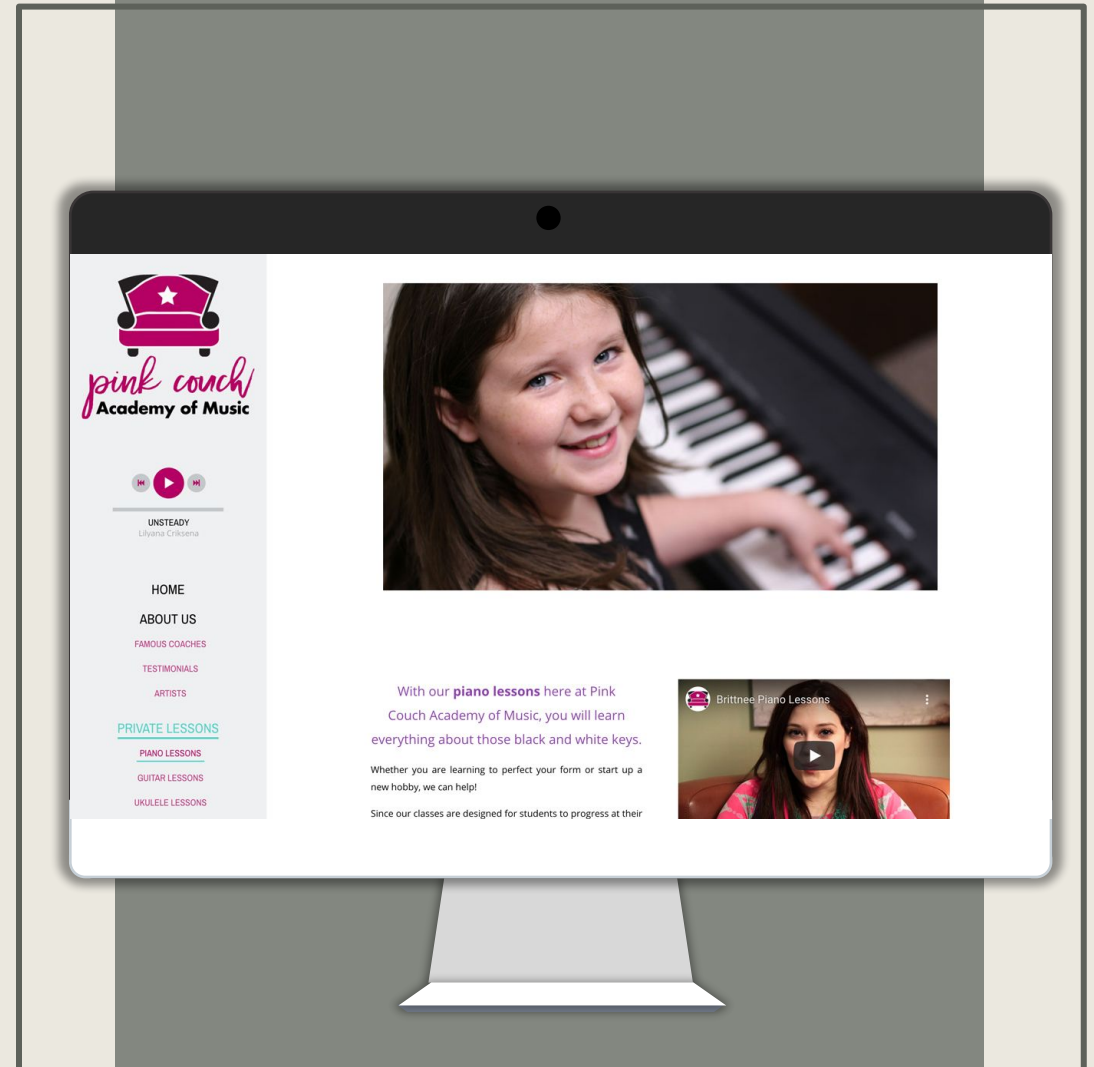 pink couch
Academy of Music
UNSTEADY
Lilyana Criksena
HOME
ABOUT US
FAMOUS COACHES
TESTIMONIALS
ARTISTS
PRIVATE LESSONS
PIANO LESSONS
GUITAR LESSONS
UKULELE LESSONS
With our piano lessons here at Pink
Couch Academy of Music, you will learn
everything about those black and white keys.
Whether you are learning to perfect your form or start up a
new hobby, we can help!
Since our classes are designed for students to progress at their
Brittnee Piano Lessons